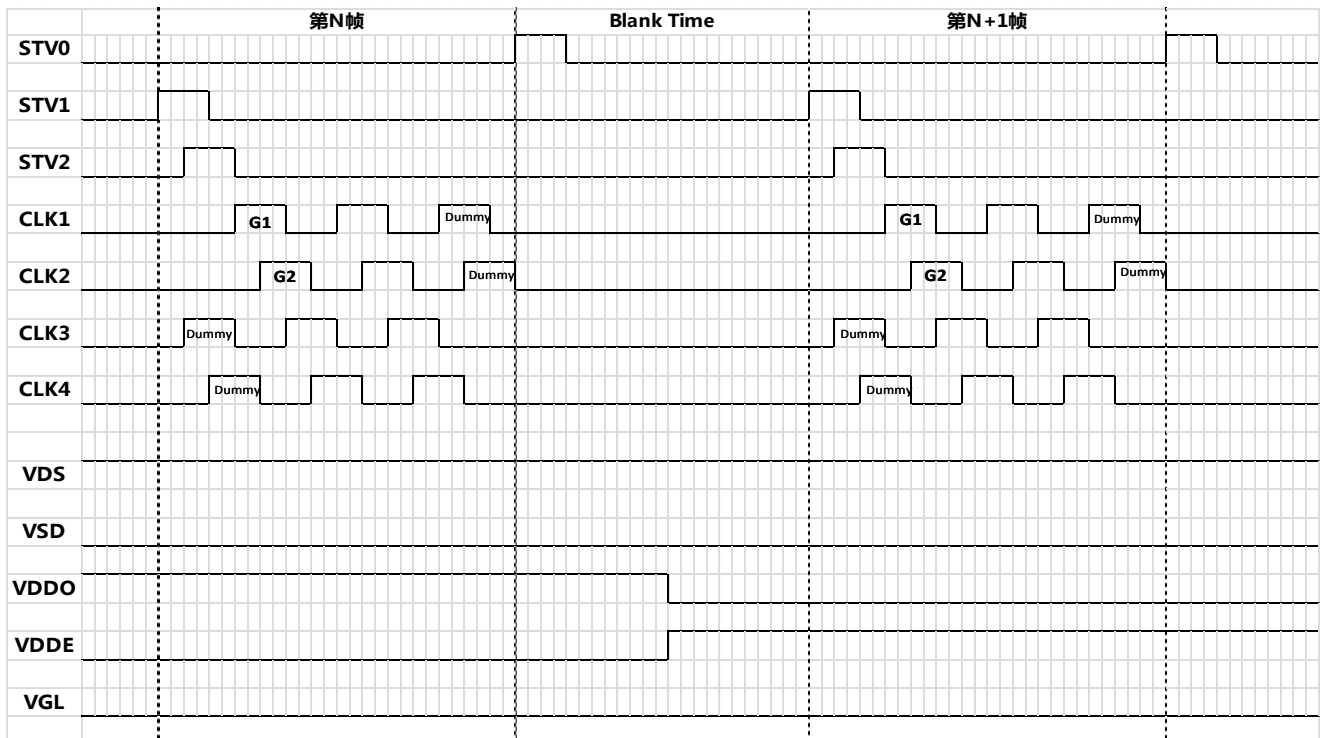 第N帧 Blank Time 第N+1帧
STV0
STV1
STV2
CLK1 G1 Dummy G1 Dummy
CLK2 G2 Dummy G2 Dummy
CLK3 Dummy Dummy
CLK4 Dummy Dummy
VDS
VSD
VDDO
VDDE
VGL